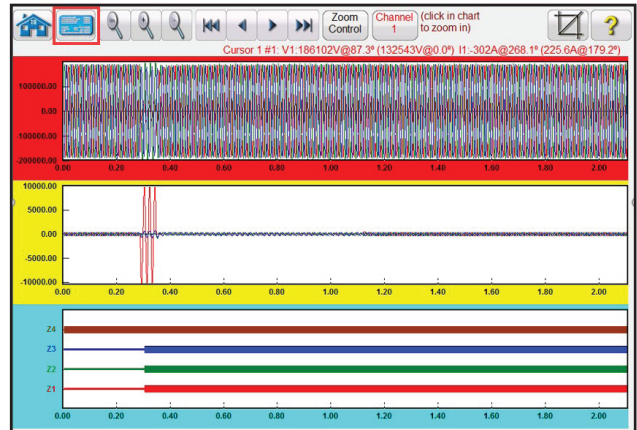 Zoom Control
Channel 1
(click in chart to zoom in)
?
Cursor 1 #1: V1:186102V@87.3° (132543V@0.0°) I1:-302A@268.1° (225.6A@179.2°)
100000.00
0.00
-100000.00
-200000.00
0.00 0.20 0.40 0.60 0.80 1.00 1.20 1.40 1.60 1.80 2.00
10000.00
5000.00
0.00
-5000.00
-10000.00
0.00 0.20 0.40 0.60 0.80 1.00 1.20 1.40 1.60 1.80 2.00
Z4
Z3
Z2
Z1
0.00 0.20 0.40 0.60 0.80 1.00 1.20 1.40 1.60 1.80 2.00